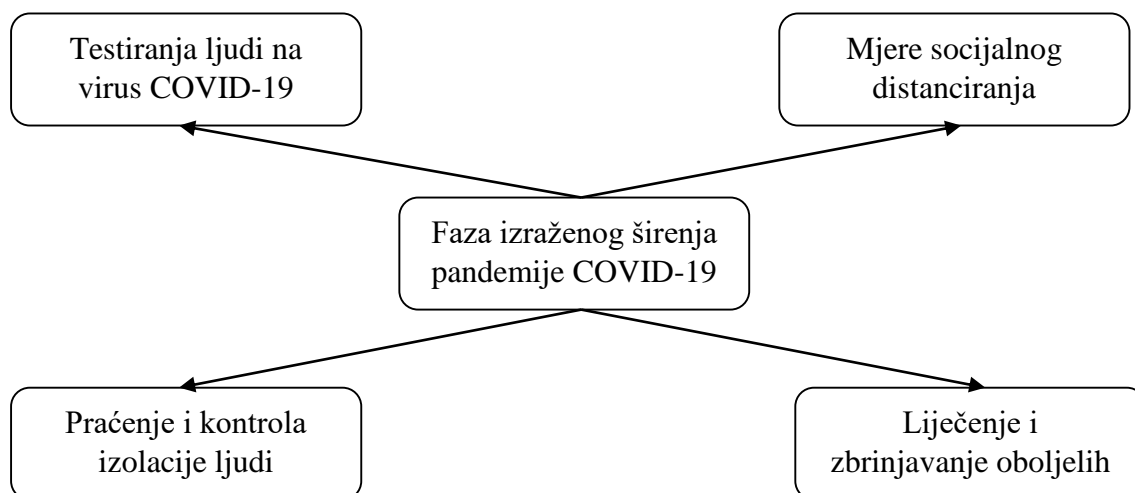 Testiranja ljudi na
virus COVID-19
Mjere socijalnog
distanciranja
Faza izraženog širenja
pandemije COVID-19
Praćenje i kontrola
izolacije ljudi
Liječenje i
zbrinjavanje oboljelih